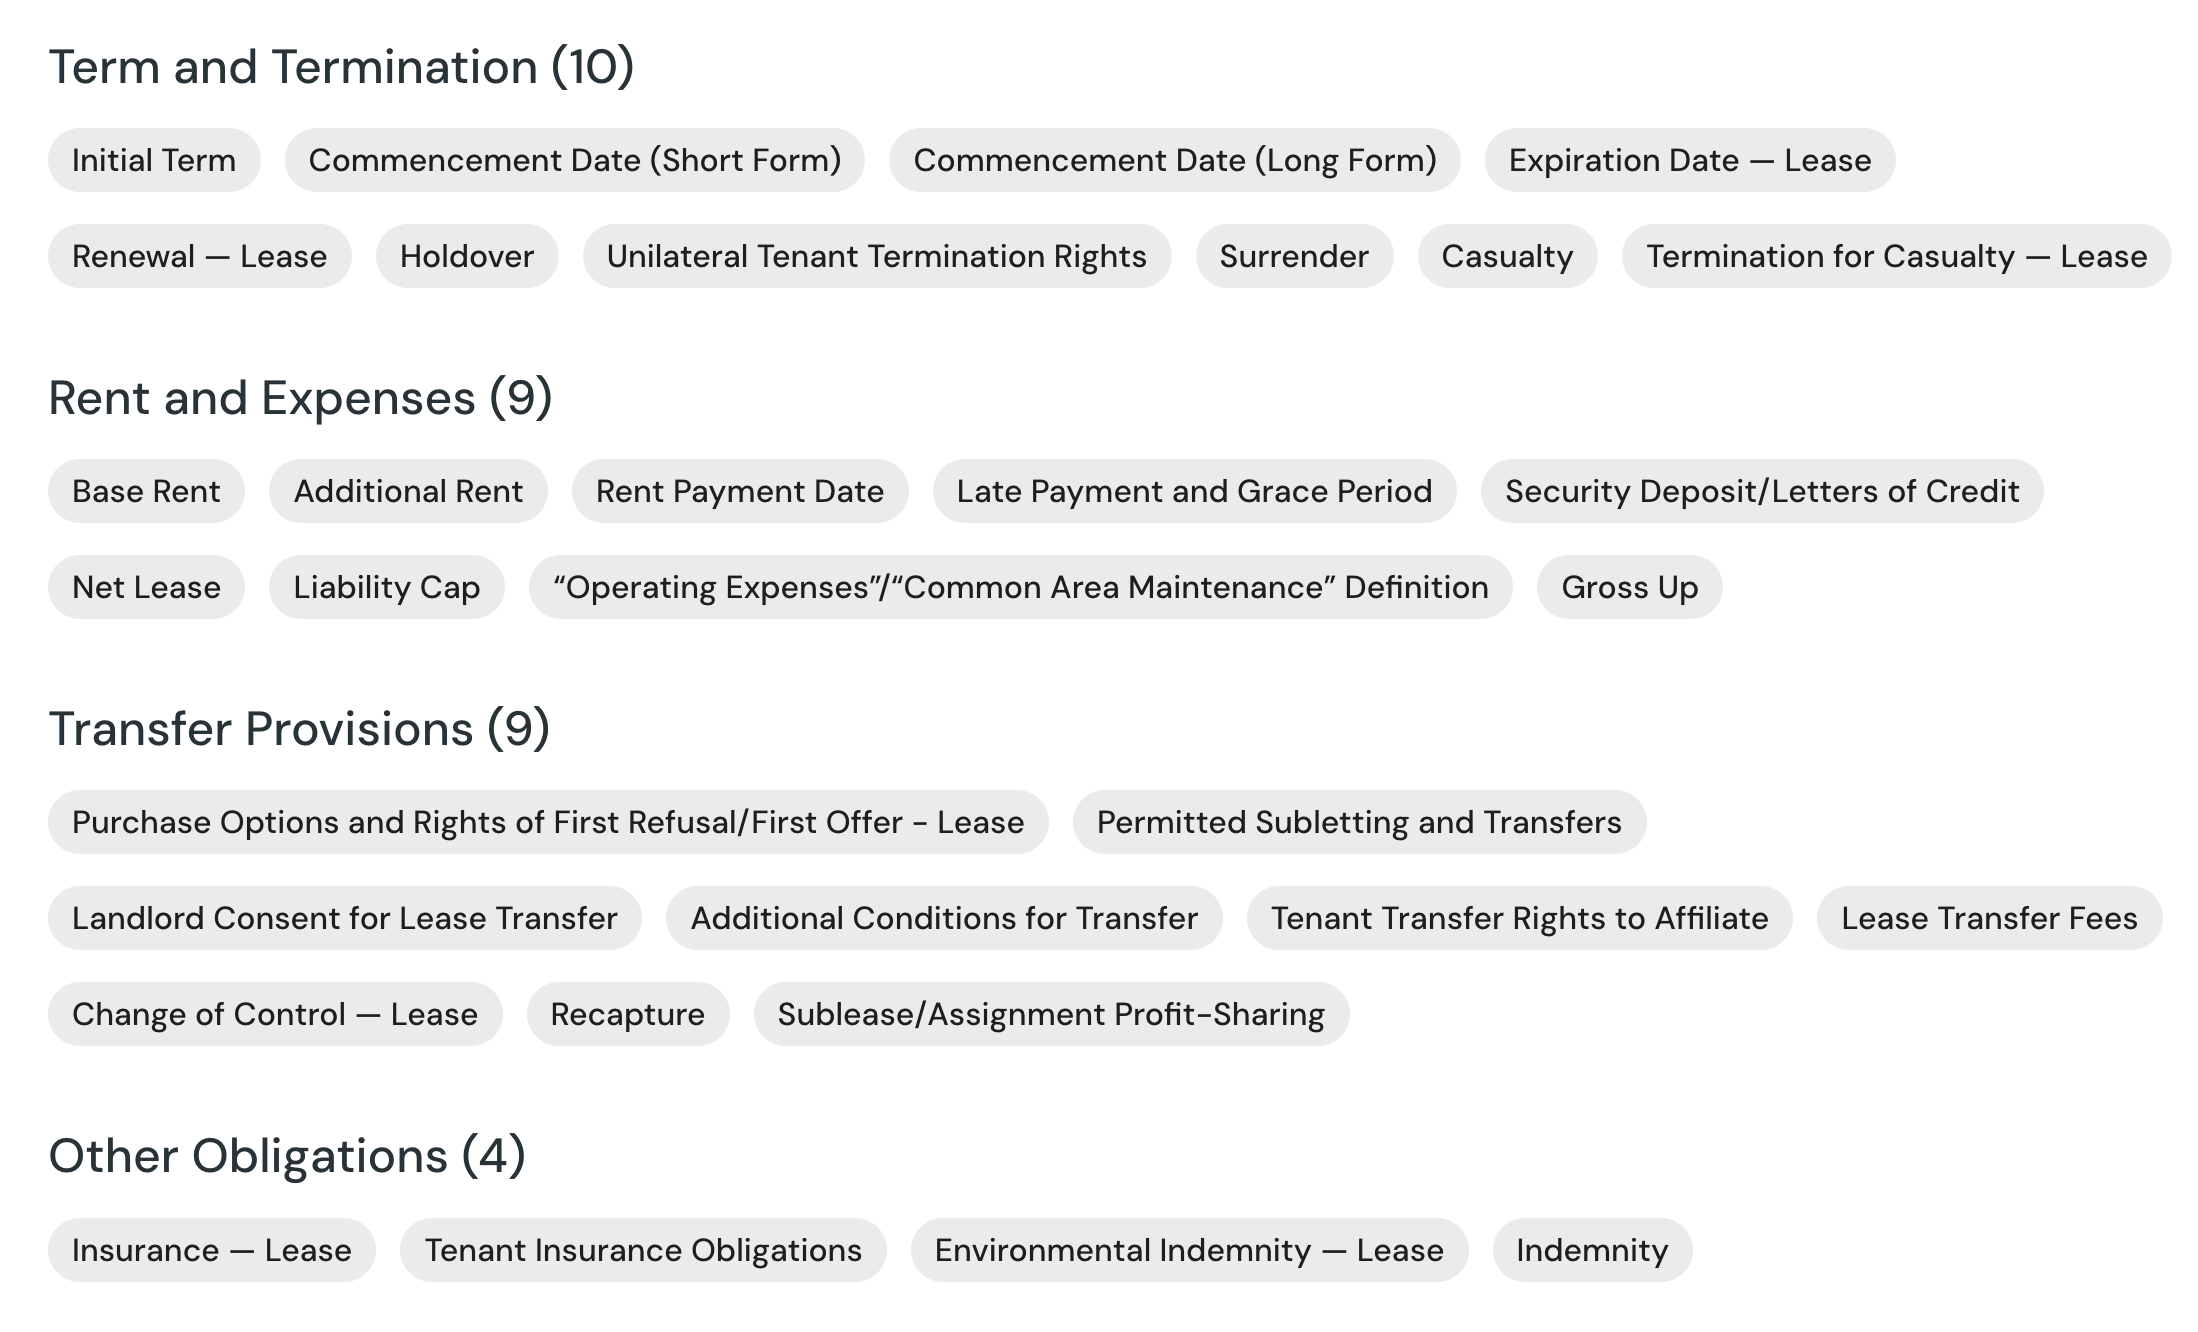 Term and Termination (10)
Initial Term Commencement Date (Short Form) Commencement Date (Long Form) Expiration Date — Lease
Renewal — Lease Holdover Unilateral Tenant Termination Rights Surrender Casualty Termination for Casualty — Lease
Rent and Expenses (9)
Base Rent Additional Rent Rent Payment Date Late Payment and Grace Period Security Deposit/Letters of Credit
Net Lease Liability Cap “Operating Expenses”/“Common Area Maintenance” Definition Gross Up
Transfer Provisions (9)
Purchase Options and Rights of First Refusal/First Offer - Lease Permitted Subletting and Transfers
Landlord Consent for Lease Transfer Additional Conditions for Transfer Tenant Transfer Rights to Affiliate Lease Transfer Fees
Change of Control — Lease Recapture Sublease/Assignment Profit-Sharing
Other Obligations (4)
Insurance — Lease Tenant Insurance Obligations Environmental Indemnity — Lease Indemnity